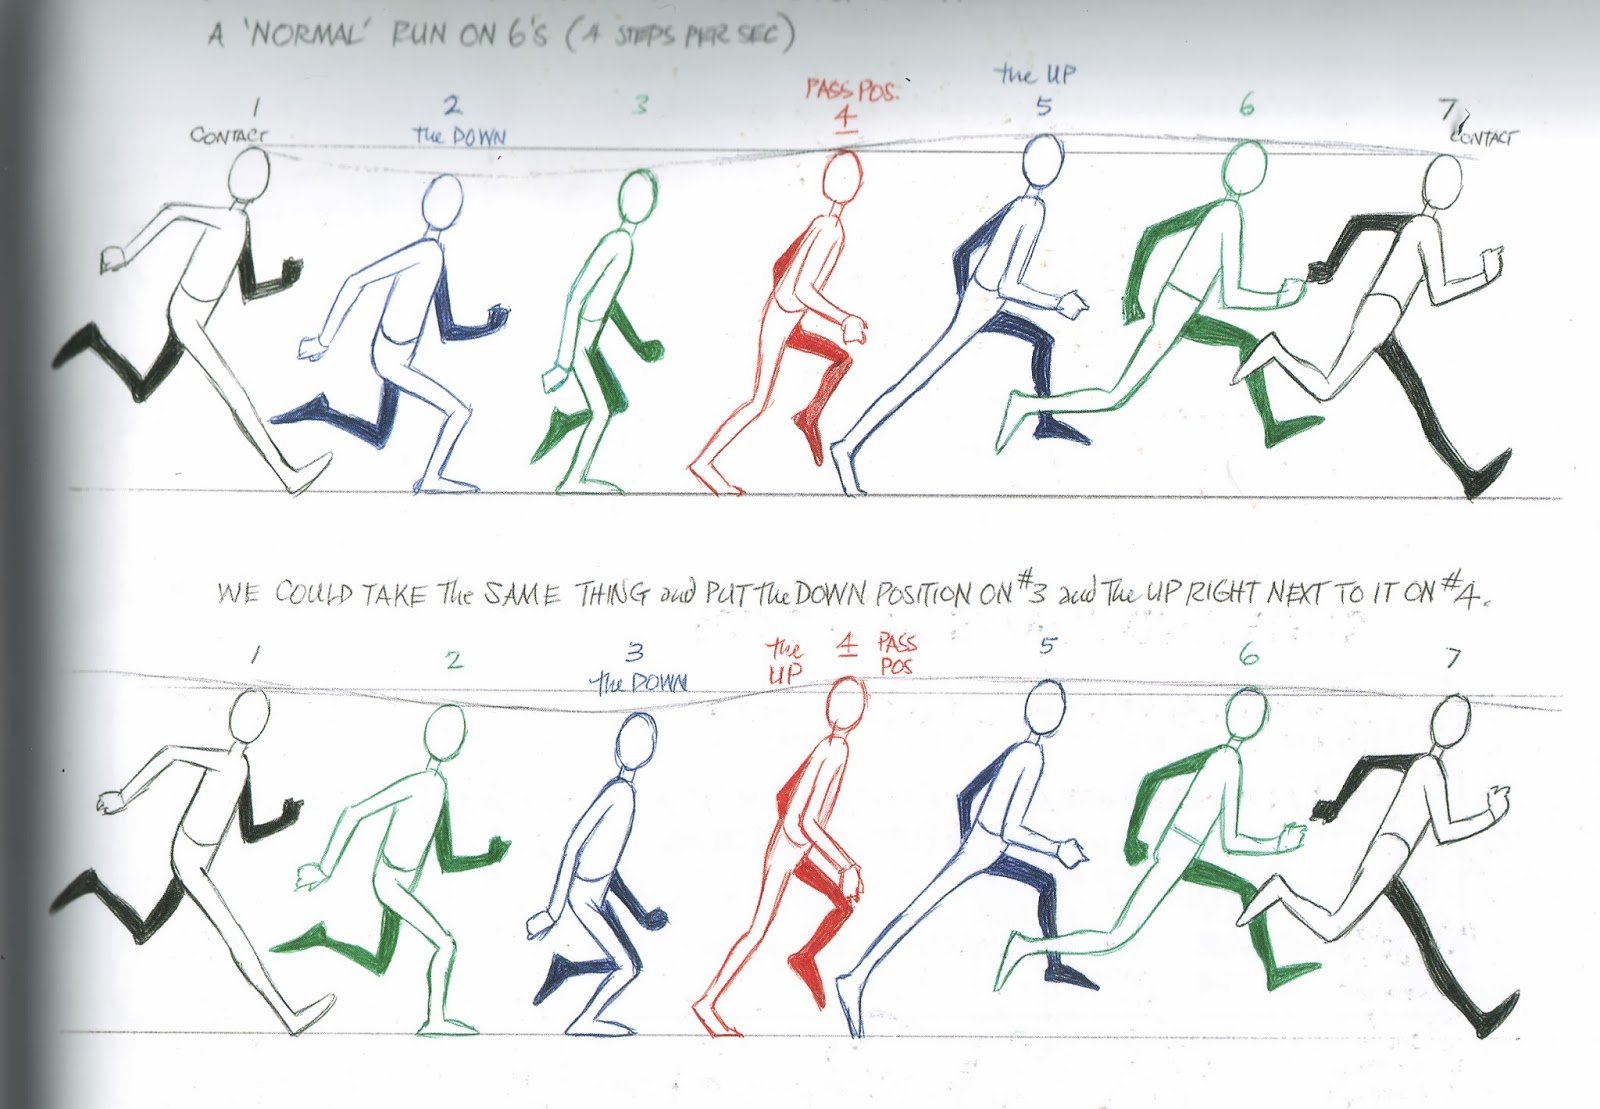 A 'NORMAL' RUN ON 6'S (4 STEPS PER SEC)
the UP
PASS POS.
1 2 3 4 5 6 7
CONTACT the DOWN CONTACT
WE COULD TAKE The SAME THING and PUT The DOWN POSITION ON #3 and The UP RIGHT NEXT TO IT ON #4.
1 2 3 the UP 4 PASS POS 5 6 7
the DOWN